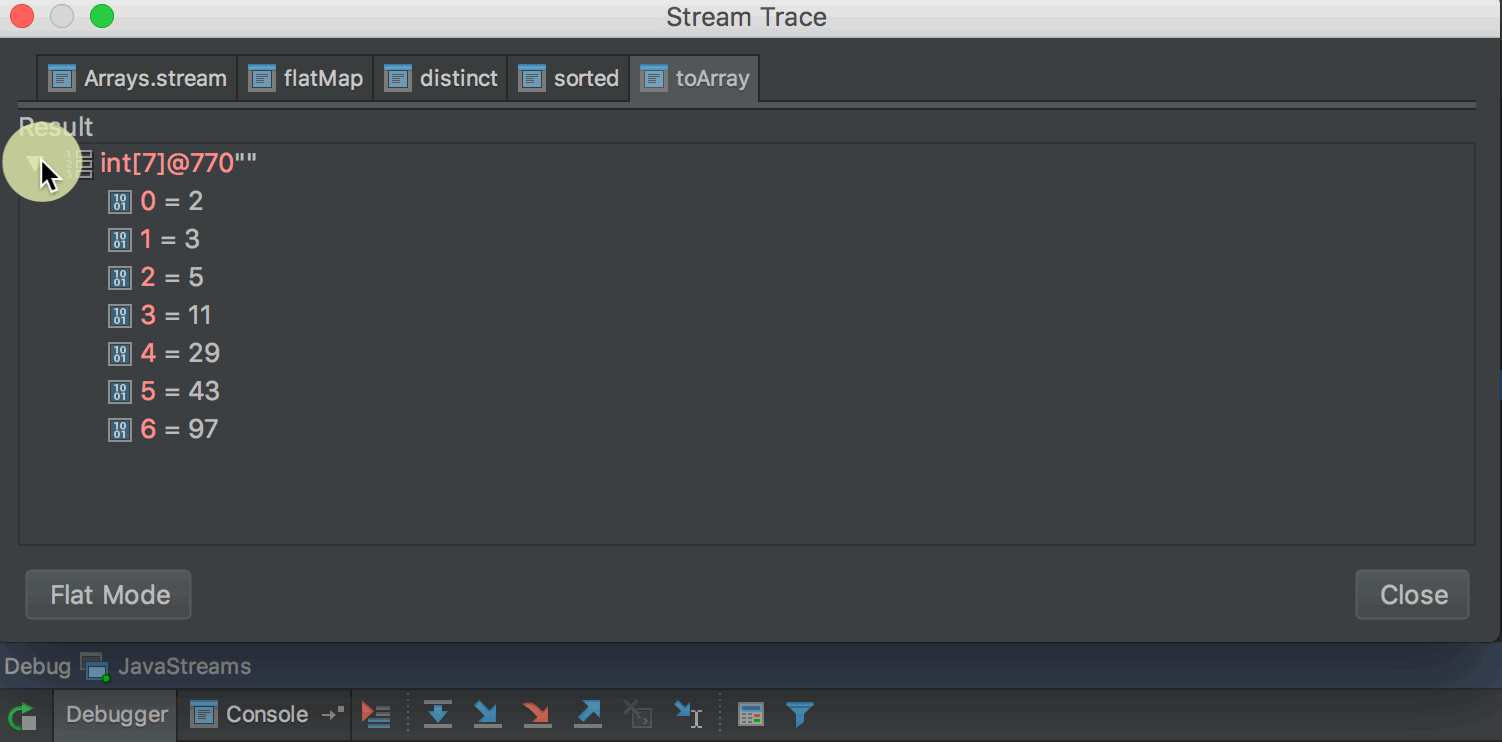 Stream Trace
Arrays.stream flatMap distinct sorted toArray
Result
int[7]@770""
0 = 2
1 = 3
2 = 5
3 = 11
4 = 29
5 = 43
6 = 97
Flat Mode Close
Debug JavaStreams
Debugger Console